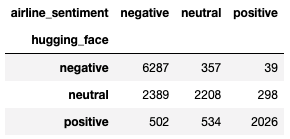 airline_sentiment negative neutral positive
hugging_face
negative 6287 357 39
neutral 2389 2208 298
positive 502 534 2026